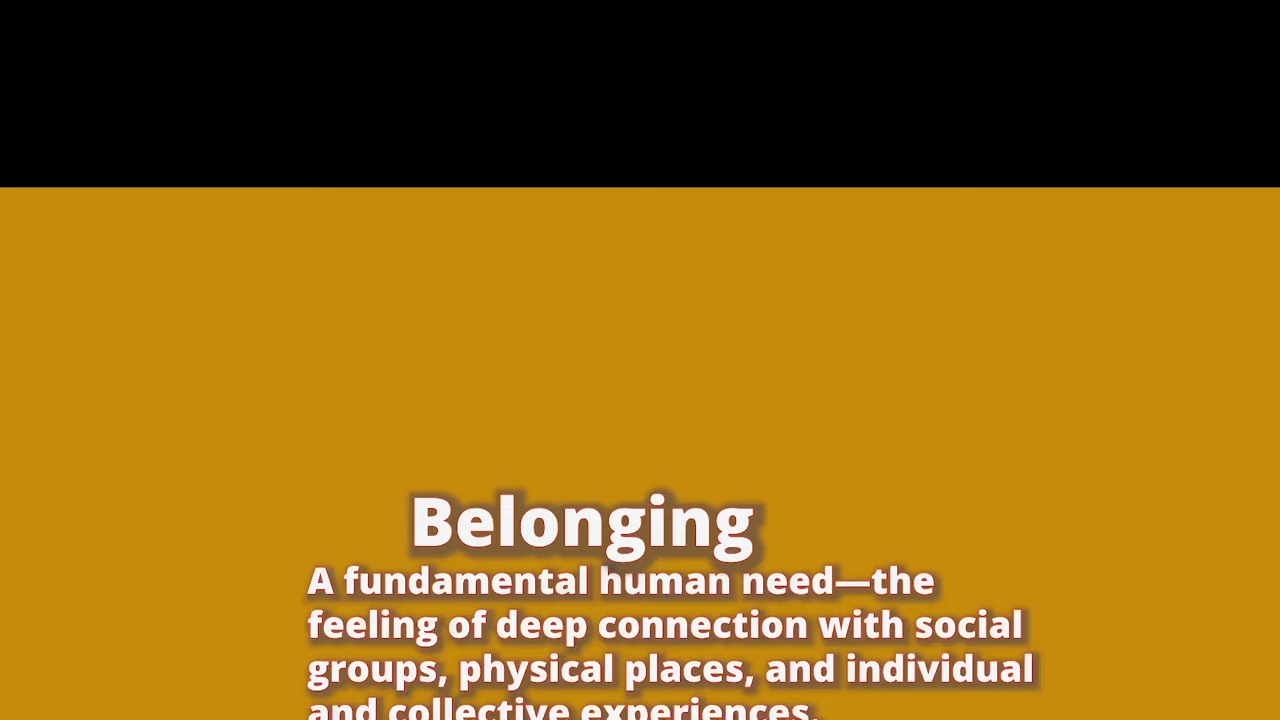 Belonging
A fundamental human need—the
feeling of deep connection with social
groups, physical places, and individual
and collective experiences.